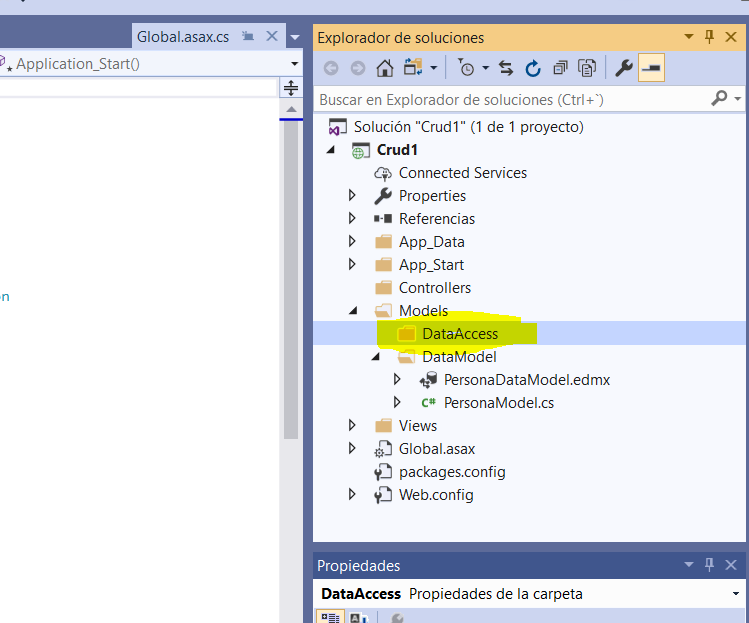 Global.asax.cs
Application_Start()
n
Explorador de soluciones
Buscar en Explorador de soluciones (Ctrl+`)
Solución "Crud1" (1 de 1 proyecto)
Crud1
Connected Services
Properties
Referencias
App_Data
App_Start
Controllers
Models
DataAccess
DataModel
PersonaDataModel.edmx
C# PersonaModel.cs
Views
Global.asax
packages.config
Web.config
Propiedades
DataAccess Propiedades de la carpeta